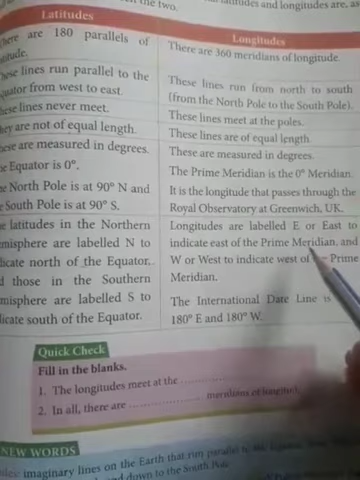 the two.
latitudes and longitudes are, as
Latitudes
Longitudes
There are 180 parallels of
There are 360 meridians of longitude.
These lines run parallel to the
equator from west to east.
These lines run from north to south
(from the North Pole to the South Pole).
These lines never meet.
These lines meet at the poles.
They are not of equal length.
These lines are of equal length.
These are measured in degrees.
These are measured in degrees.
Equator is 0°.
The Prime Meridian is the 0° Meridian.
North Pole is at 90° N and
South Pole is at 90° S.
It is the longitude that passes through the
Royal Observatory at Greenwich, UK.
latitudes in the Northern
are labelled N to
north of the Equator.
those in the Southern
are labelled S to
south of the Equator.
Longitudes are labelled E or East to
indicate east of the Prime Meridian, and
W or West to indicate west of Prime
Meridian.
The International Date Line is
180° E and 180° W.
Quick Check
Fill in the blanks.
1. The longitudes meet at the ....................
2. In all, there are .................... meridians of longitude.
NEW WORDS
imaginary lines on the Earth that run parallel to the
down to the South Pole